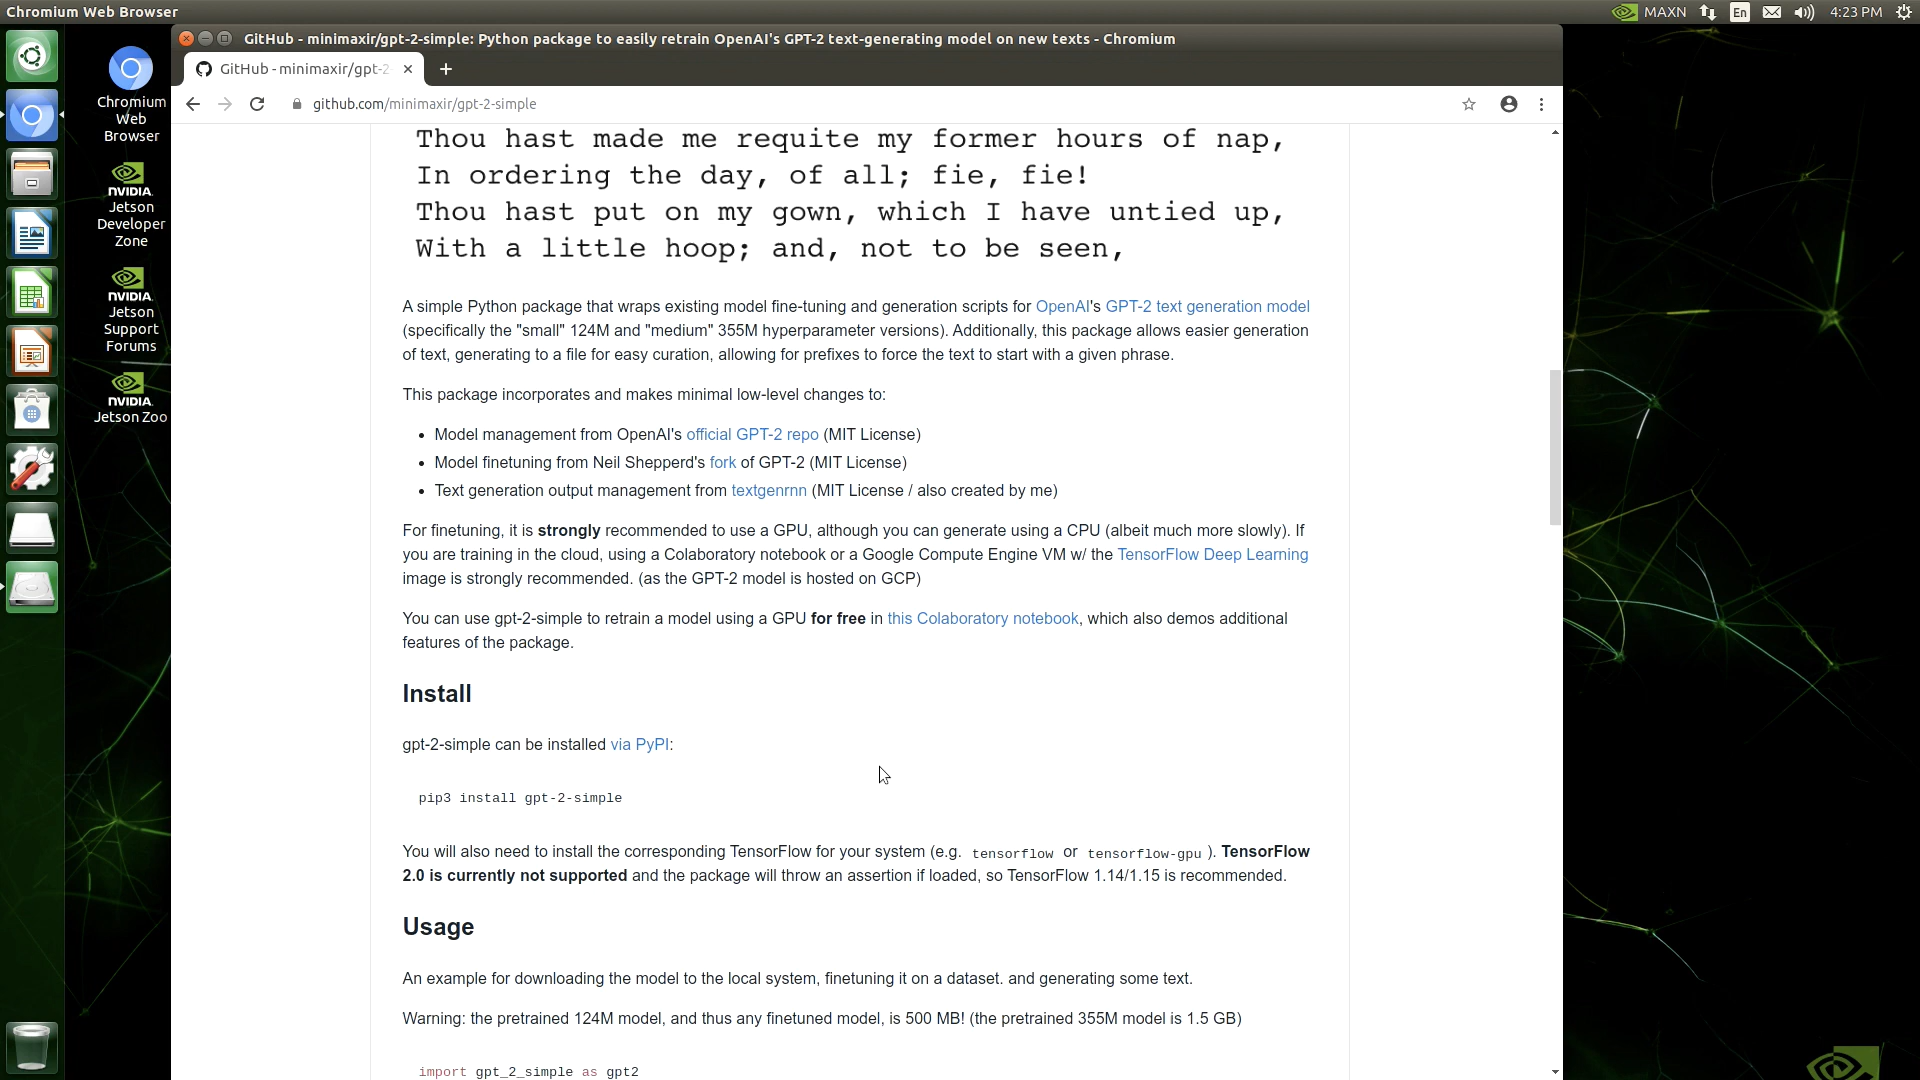 Chromium Web Browser
MAXN
En
4:23 PM
GitHub - minimaxir/gpt-2-simple: Python package to easily retrain OpenAI's GPT-2 text-generating model on new texts - Chromium
GitHub - minimaxir/gpt-2
github.com/minimaxir/gpt-2-simple
Chromium
Web
Browser
NVIDIA.
Jetson
Developer
Zone
NVIDIA.
Jetson
Support
Forums
NVIDIA.
Jetson Zoo
Thou hast made me requite my former hours of nap,
In ordering the day, of all; fie, fie!
Thou hast put on my gown, which I have untied up,
With a little hoop; and, not to be seen,
A simple Python package that wraps existing model fine-tuning and generation scripts for OpenAI's GPT-2 text generation model
(specifically the "small" 124M and "medium" 355M hyperparameter versions). Additionally, this package allows easier generation
of text, generating to a file for easy curation, allowing for prefixes to force the text to start with a given phrase.
This package incorporates and makes minimal low-level changes to:
• Model management from OpenAI's official GPT-2 repo (MIT License)
• Model finetuning from Neil Shepperd's fork of GPT-2 (MIT License)
• Text generation output management from textgenrnn (MIT License / also created by me)
For finetuning, it is strongly recommended to use a GPU, although you can generate using a CPU (albeit much more slowly). If
you are training in the cloud, using a Colaboratory notebook or a Google Compute Engine VM w/ the TensorFlow Deep Learning
image is strongly recommended. (as the GPT-2 model is hosted on GCP)
You can use gpt-2-simple to retrain a model using a GPU for free in this Colaboratory notebook, which also demos additional
features of the package.
Install
gpt-2-simple can be installed via PyPI:
pip3 install gpt-2-simple
You will also need to install the corresponding TensorFlow for your system (e.g. tensorflow or tensorflow-gpu ). TensorFlow
2.0 is currently not supported and the package will throw an assertion if loaded, so TensorFlow 1.14/1.15 is recommended.
Usage
An example for downloading the model to the local system, finetuning it on a dataset. and generating some text.
Warning: the pretrained 124M model, and thus any finetuned model, is 500 MB! (the pretrained 355M model is 1.5 GB)
import gpt_2_simple as gpt2